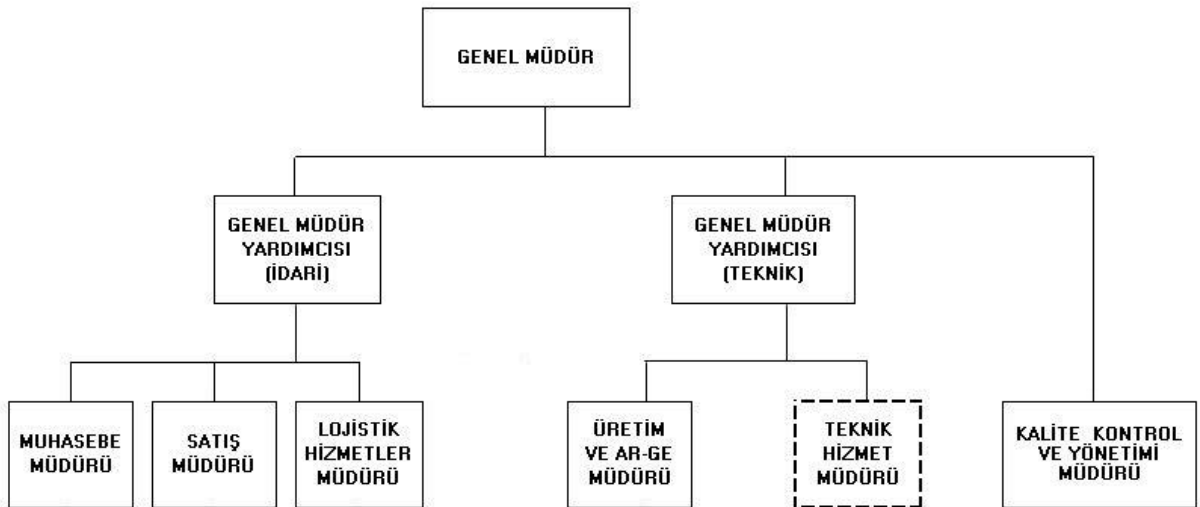 GENEL MÜDÜR
GENEL MÜDÜR
YARDIMCISI
(İDARİ)
GENEL MÜDÜR
YARDIMCISI
(TEKNİK)
MUHASEBE
MÜDÜRÜ
SATIŞ
MÜDÜRÜ
LOJİSTİK
HİZMETLER
MÜDÜRÜ
ÜRETİM
VE AR-GE
MÜDÜRÜ
TEKNİK
HİZMET
MÜDÜRÜ
KALİTE KONTROL
VE YÖNETİMİ
MÜDÜRÜ